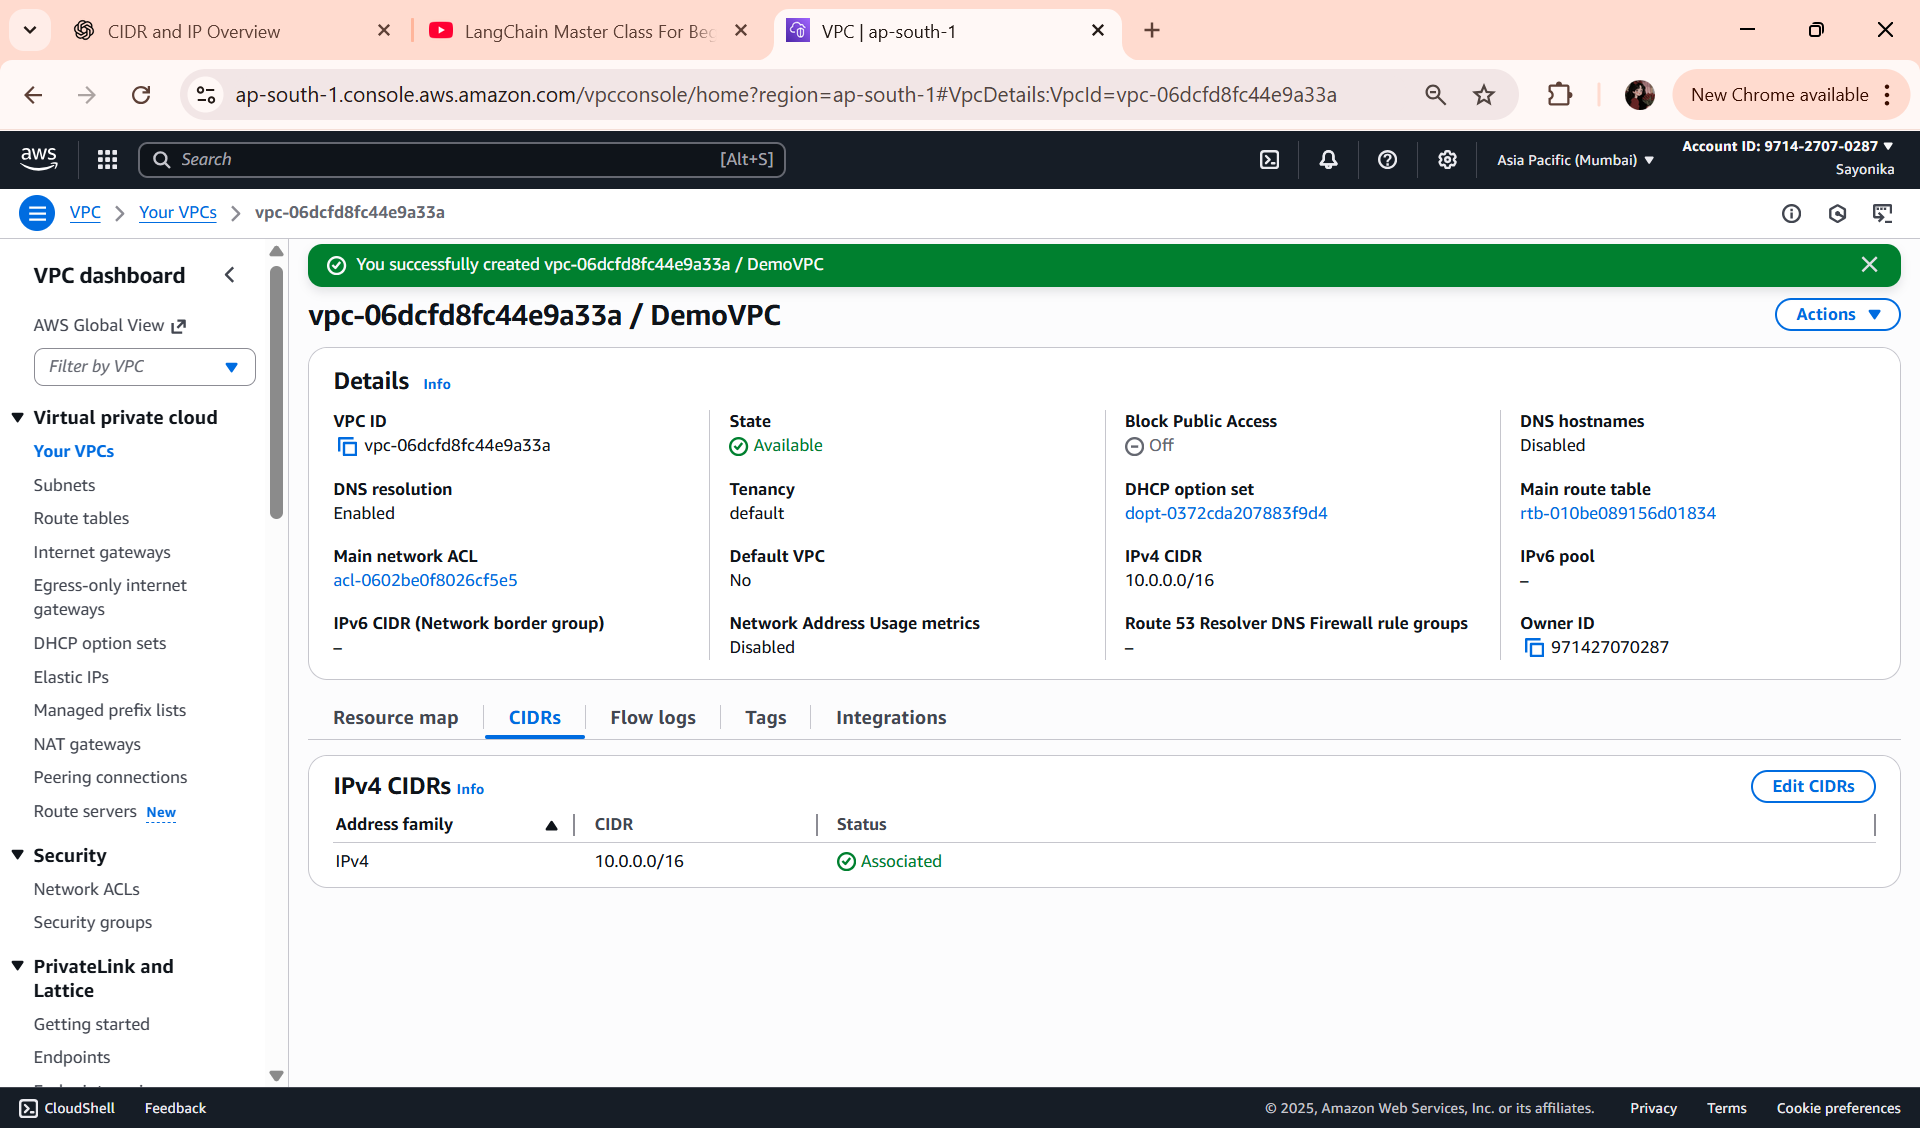 CIDR and IP Overview
LangChain Master Class For Beg
VPC | ap-south-1
ap-south-1.console.aws.amazon.com/vpcconsole/home?region=ap-south-1#VpcDetails:VpcId=vpc-06dcfd8fc44e9a33a
New Chrome available
aws
Search
[Alt+S]
Asia Pacific (Mumbai)
Account ID: 9714-2707-0287
Sayonika
VPC
Your VPCs
vpc-06dcfd8fc44e9a33a
VPC dashboard
AWS Global View
Filter by VPC
Virtual private cloud
Your VPCs
Subnets
Route tables
Internet gateways
Egress-only internet
gateways
DHCP option sets
Elastic IPs
Managed prefix lists
NAT gateways
Peering connections
Route servers New
Security
Network ACLs
Security groups
PrivateLink and
Lattice
Getting started
Endpoints
You successfully created vpc-06dcfd8fc44e9a33a / DemoVPC
vpc-06dcfd8fc44e9a33a / DemoVPC
Actions
Details Info
VPC ID
vpc-06dcfd8fc44e9a33a
State
Available
Block Public Access
Off
DNS hostnames
Disabled
DNS resolution
Enabled
Tenancy
default
DHCP option set
dopt-0372cda207883f9d4
Main route table
rtb-010be089156d01834
Main network ACL
acl-0602be0f8026cf5e5
Default VPC
No
IPv4 CIDR
10.0.0.0/16
IPv6 pool
–
IPv6 CIDR (Network border group)
–
Network Address Usage metrics
Disabled
Route 53 Resolver DNS Firewall rule groups
–
Owner ID
971427070287
Resource map
CIDRs
Flow logs
Tags
Integrations
IPv4 CIDRs Info
Edit CIDRs
Address family
CIDR
Status
IPv4
10.0.0.0/16
Associated
CloudShell
Feedback
© 2025, Amazon Web Services, Inc. or its affiliates.
Privacy
Terms
Cookie preferences